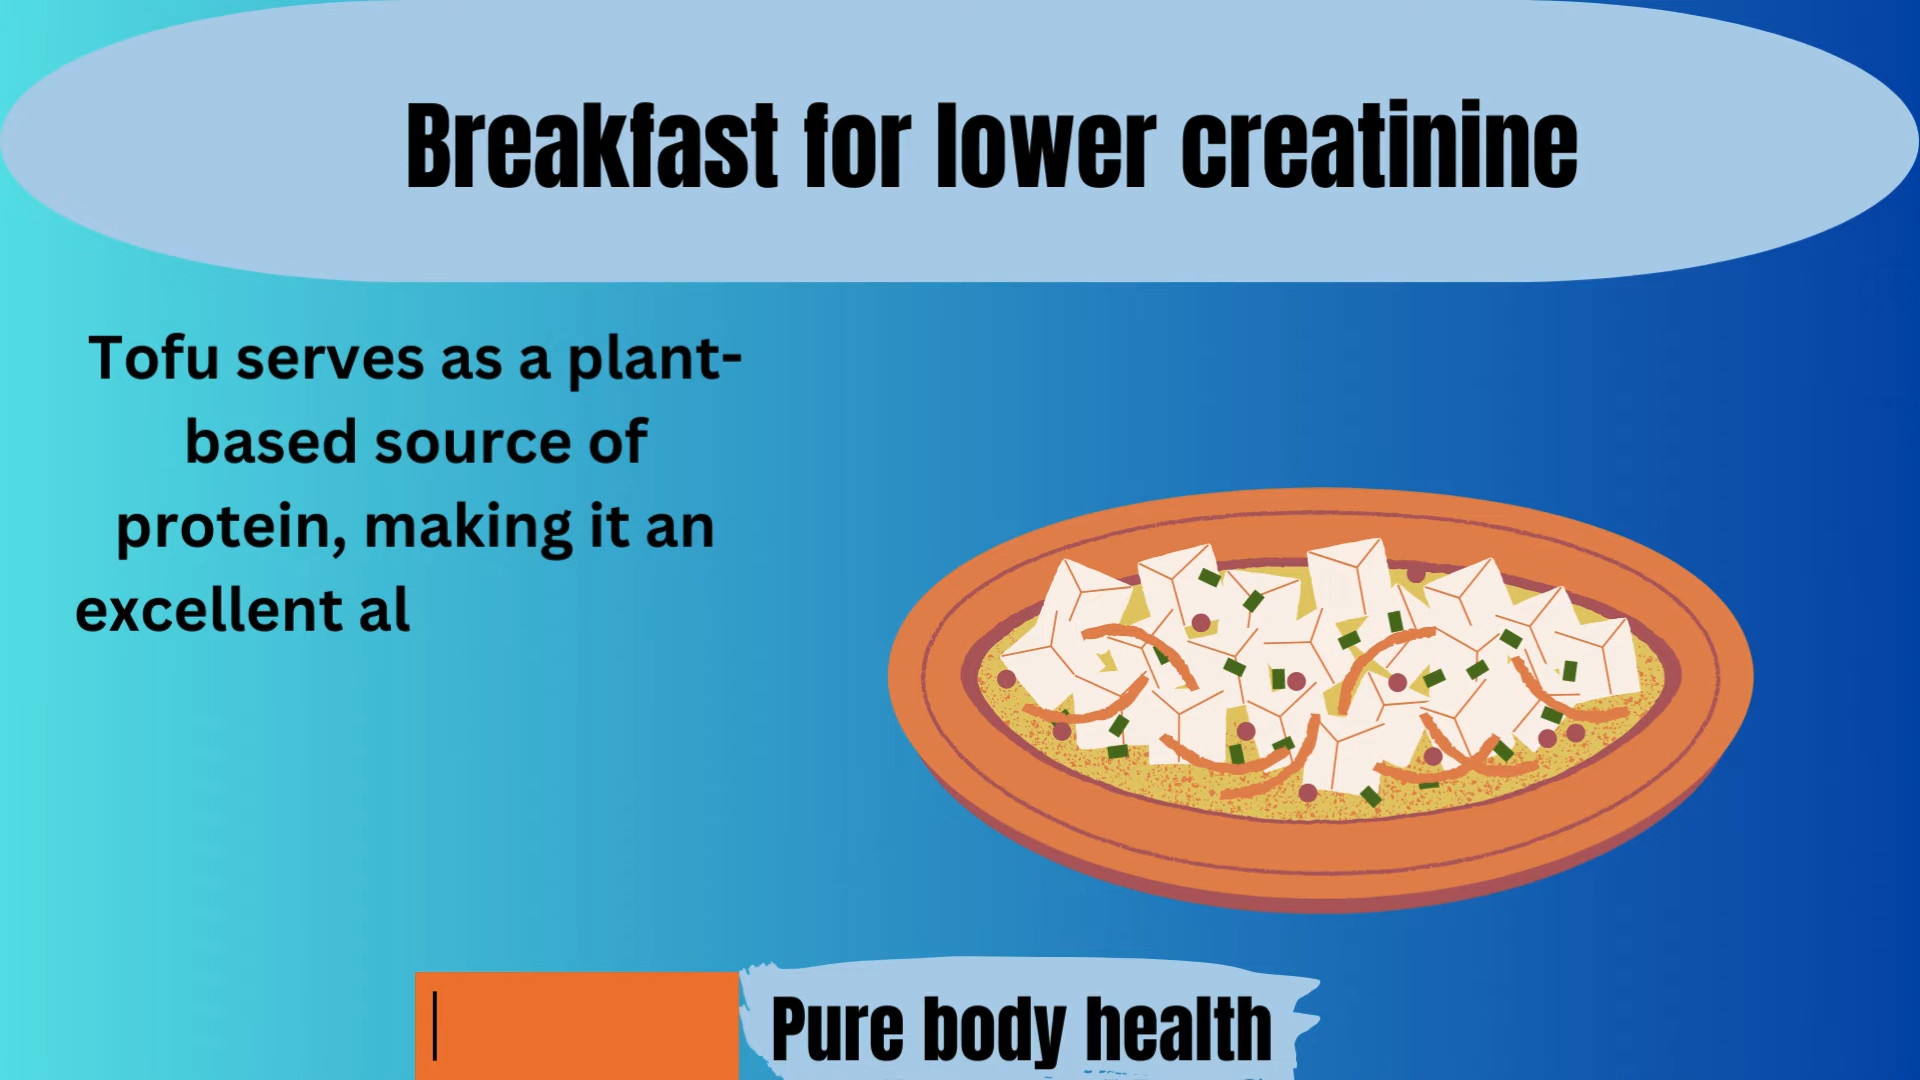 Breakfast for lower creatinine
Tofu serves as a plant-
based source of
protein, making it an
excellent al
Pure body health